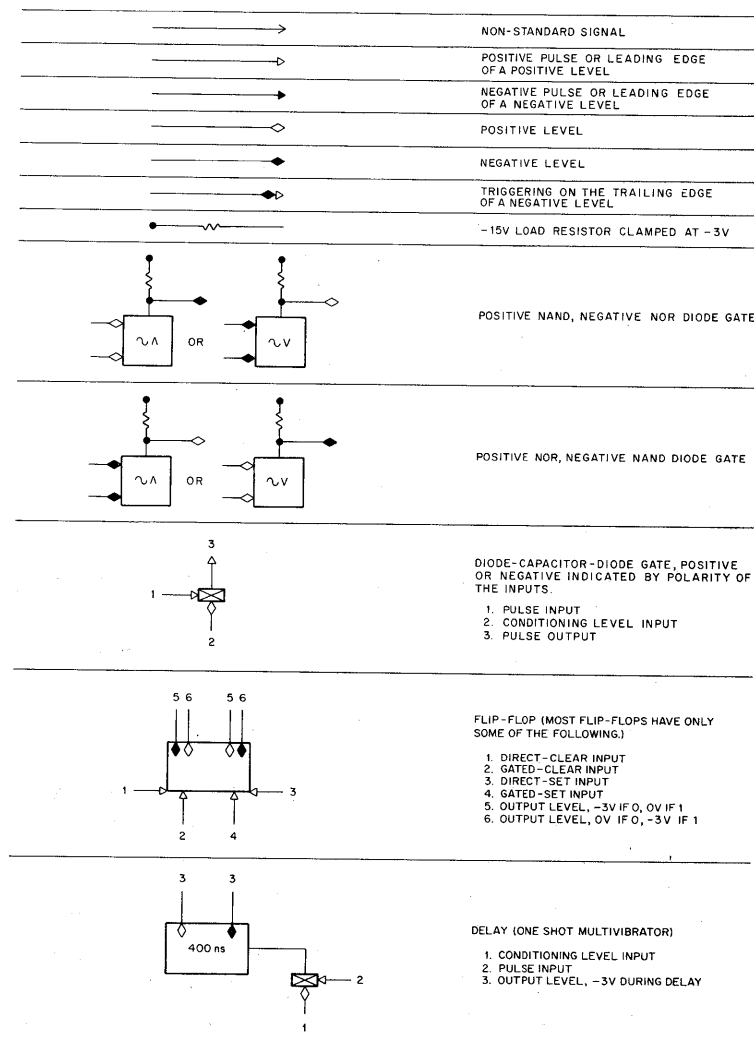 NON-STANDARD SIGNAL
POSITIVE PULSE OR LEADING EDGE
OF A POSITIVE LEVEL
NEGATIVE PULSE OR LEADING EDGE
OF A NEGATIVE LEVEL
POSITIVE LEVEL
NEGATIVE LEVEL
TRIGGERING ON THE TRAILING EDGE
OF A NEGATIVE LEVEL
-15V LOAD RESISTOR CLAMPED AT -3V
∿∧ OR ∿∨
POSITIVE NAND, NEGATIVE NOR DIODE GATE
∿∧ OR ∿∨
POSITIVE NOR, NEGATIVE NAND DIODE GATE
3
1
2
DIODE-CAPACITOR-DIODE GATE, POSITIVE
OR NEGATIVE INDICATED BY POLARITY OF
THE INPUTS.
1. PULSE INPUT
2. CONDITIONING LEVEL INPUT
3. PULSE OUTPUT
5 6 5 6
1 3
2 4
FLIP-FLOP (MOST FLIP-FLOPS HAVE ONLY
SOME OF THE FOLLOWING.)
1. DIRECT-CLEAR INPUT
2. GATED-CLEAR INPUT
3. DIRECT-SET INPUT
4. GATED-SET INPUT
5. OUTPUT LEVEL, -3V IF 0, 0V IF 1
6. OUTPUT LEVEL, 0V IF 0, -3V IF 1
3 3
400 ns
2
1
DELAY (ONE SHOT MULTIVIBRATOR)
1. CONDITIONING LEVEL INPUT
2. PULSE INPUT
3. OUTPUT LEVEL, -3V DURING DELAY